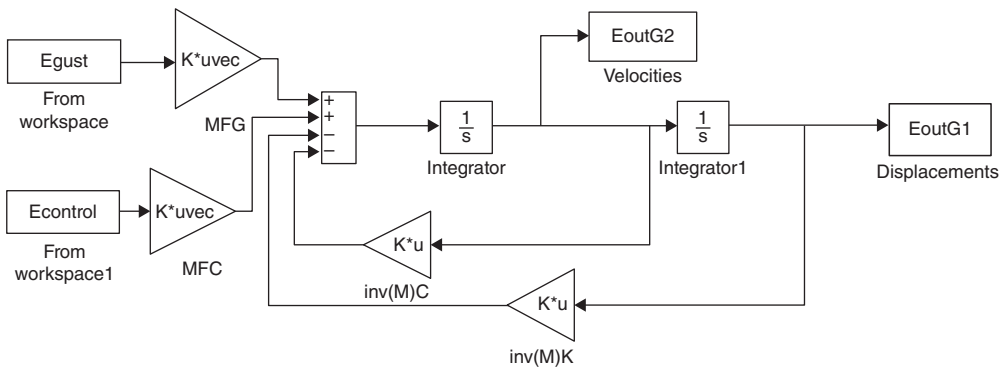 Egust
From
workspace
K*uvec
MFG
Econtrol
From
workspace1
K*uvec
MFC
+
+
−
−
1
s
Integrator
EoutG2
Velocities
1
s
Integrator1
EoutG1
Displacements
K*u
inv(M)C
K*u
inv(M)K